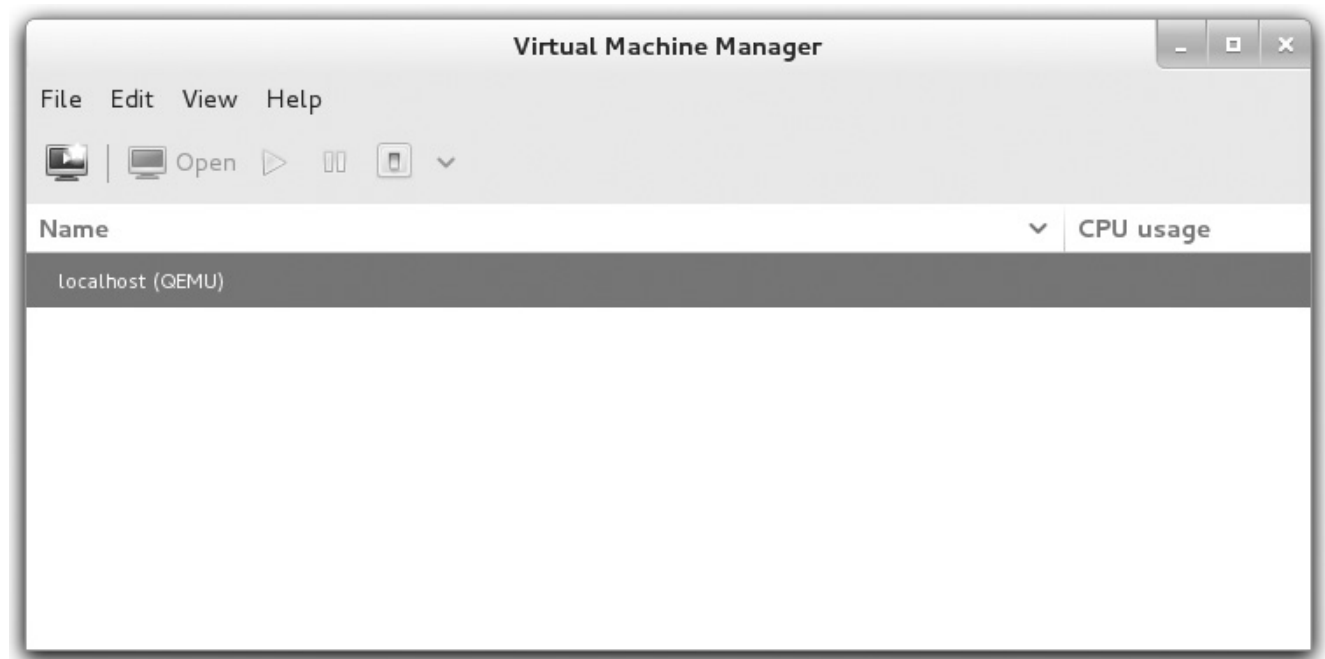 Virtual Machine Manager
File Edit View Help
Open
Name CPU usage
localhost (QEMU)